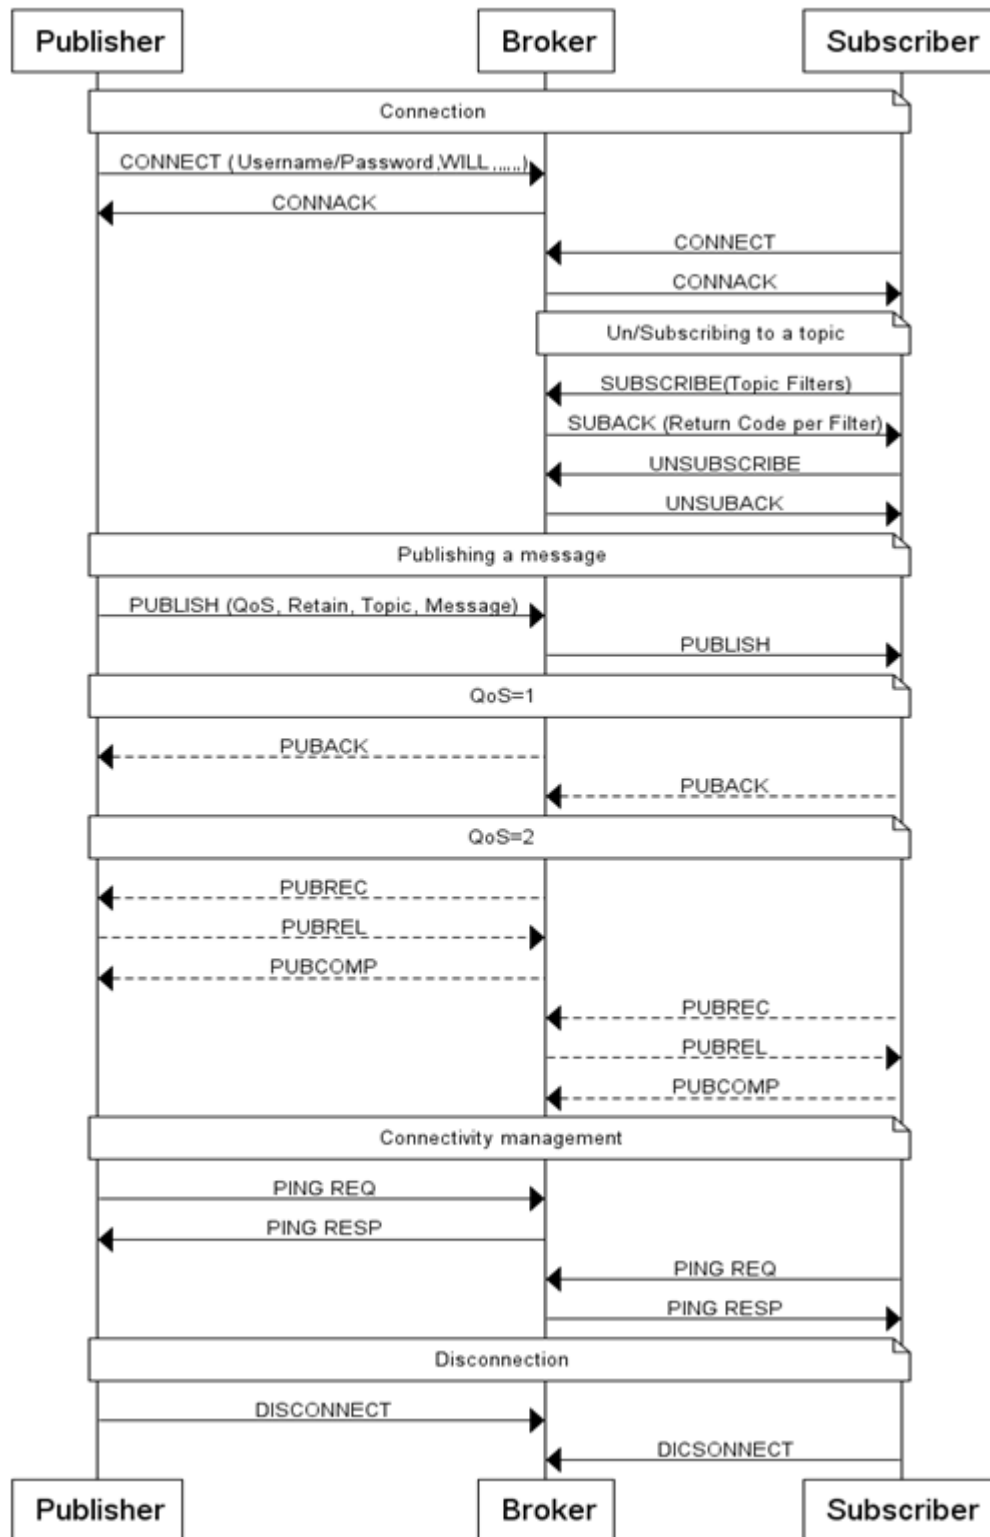 Publisher Broker Subscriber
Connection
CONNECT (Username/Password,WILL ......)
CONNACK
CONNECT
CONNACK
Un/Subscribing to a topic
SUBSCRIBE(Topic Filters)
SUBACK (Return Code per Filter)
UNSUBSCRIBE
UNSUBACK
Publishing a message
PUBLISH (QoS, Retain, Topic, Message)
PUBLISH
QoS=1
PUBACK
PUBACK
QoS=2
PUBREC
PUBREL
PUBCOMP
PUBREC
PUBREL
PUBCOMP
Connectivity management
PING REQ
PING RESP
PING REQ
PING RESP
Disconnection
DISCONNECT
DICSONNECT
Publisher Broker Subscriber